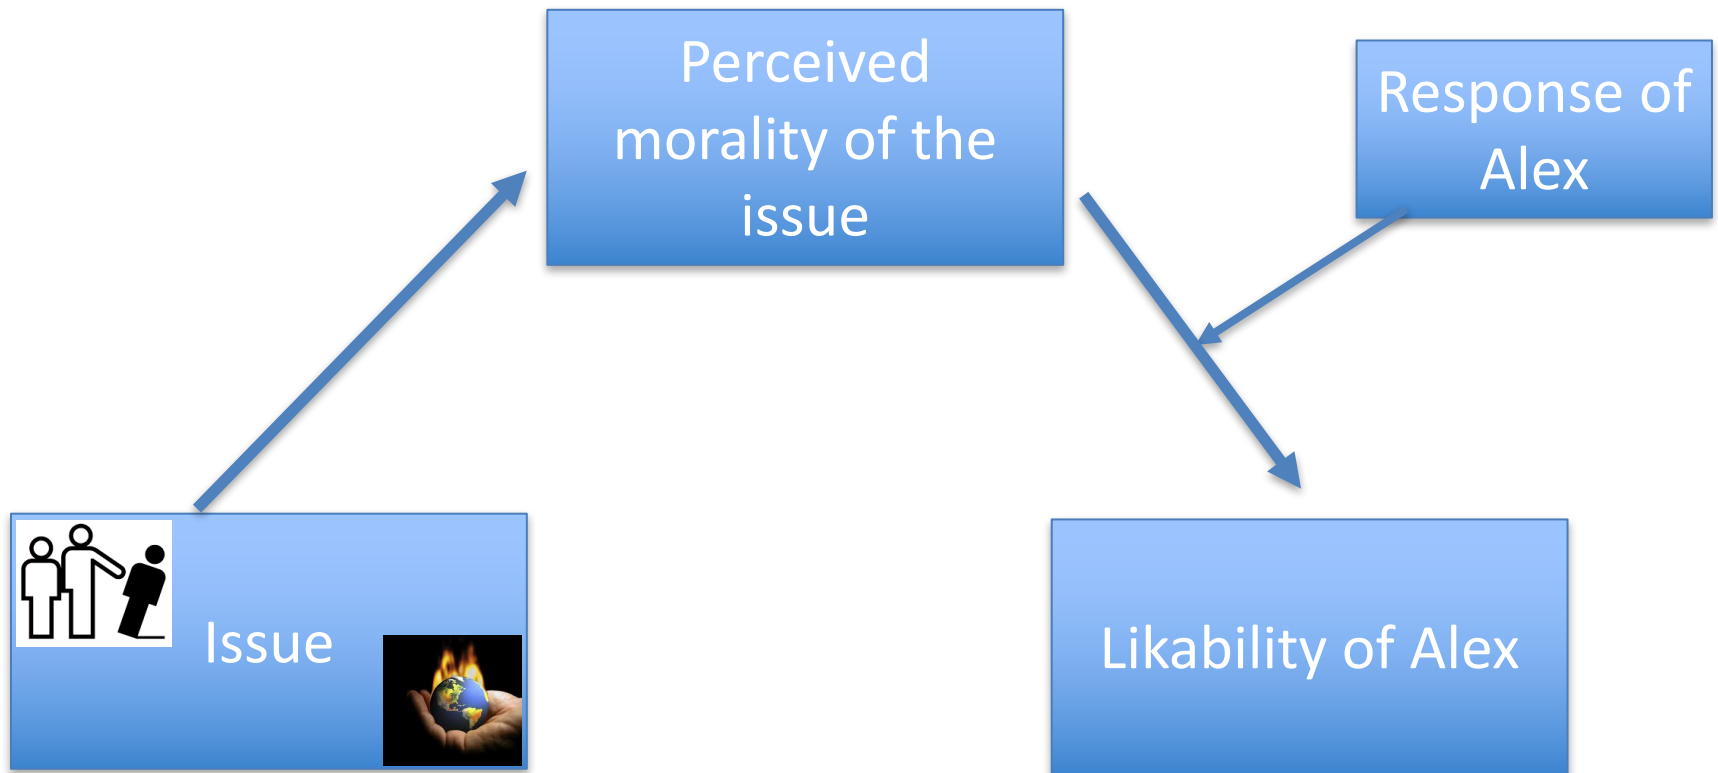 Perceived
morality of the
issue
Response of
Alex
Issue
Likability of Alex